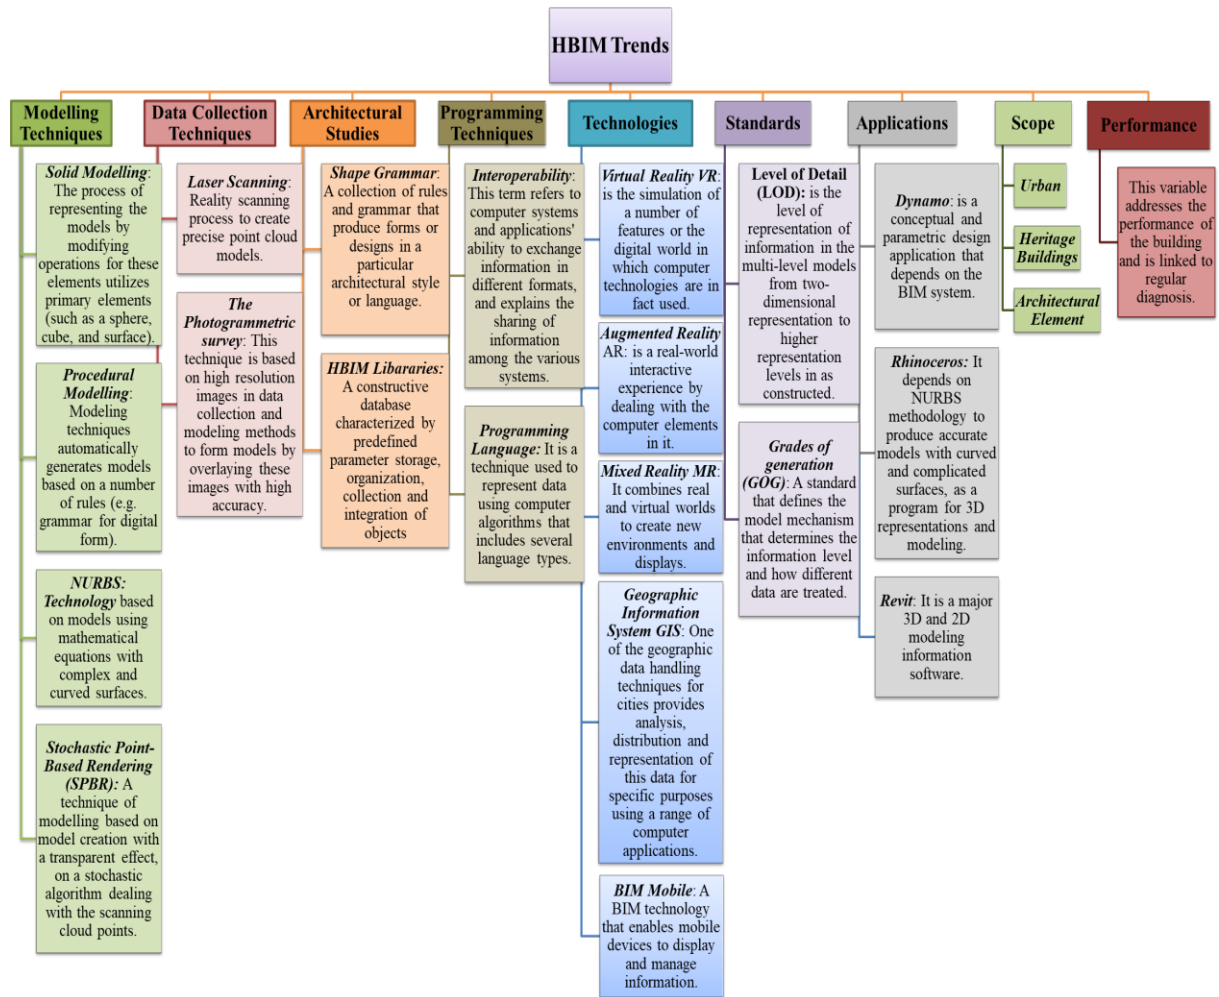 HBIM Trends
Modelling
Techniques
Solid Modelling:
The process of
representing the
models by
modifying
operations for these
elements utilizes
primary elements
(such as a sphere,
cube, and surface).
Procedural
Modelling:
Modeling
techniques
automatically
generates models
based on a number
of rules (e.g.
grammar for digital
form).
NURBS:
Technology based
on models using
mathematical
equations with
complex and
curved surfaces.
Stochastic Point-
Based Rendering
(SPBR): A
technique of
modelling based on
model creation with
a transparent effect,
on a stochastic
algorithm dealing
with the scanning
cloud points.
Data Collection
Techniques
Laser Scanning:
Reality scanning
process to create
precise point cloud
models.
The
Photogrammetric
survey: This
technique is based
on high resolution
images in data
collection and
modeling methods
to form models by
overlaying these
images with high
accuracy.
Architectural
Studies
Shape Grammar:
A collection of rules
and grammar that
produce forms or
designs in a
particular
architectural style
or language.
HBIM Libararies:
A constructive
database
characterized by
predefined
parameter storage,
organization,
collection and
integration of
objects
Programming
Techniques
Interoperability:
This term refers to
computer systems
and applications'
ability to exchange
information in
different formats,
and explains the
sharing of
information
among the various
systems.
Programming
Language: It is a
technique used to
represent data
using computer
algorithms that
includes several
language types.
Technologies
Virtual Reality VR:
is the simulation of
a number of
features or the
digital world in
which computer
technologies are in
fact used.
Augmented Reality
AR: is a real-world
interactive
experience by
dealing with the
computer elements
in it.
Mixed Reality MR:
It combines real
and virtual worlds
to create new
environments and
displays.
Geographic
Information
System GIS: One
of the geographic
data handling
techniques for
cities provides
analysis,
distribution and
representation of
this data for
specific purposes
using a range of
computer
applications.
BIM Mobile: A
BIM technology
that enables mobile
devices to display
and manage
information.
Standards
Level of Detail
(LOD): is the
level of
representation of
information in the
multi-level models
from two-
dimensional
representation to
higher
representation
levels in as
constructed.
Grades of
generation
(GOG): A standard
that defines the
model mechanism
that determines the
information level
and how different
data are treated.
Applications
Dynamo: is a
conceptual and
parametric design
application that
depends on the
BIM system.
Rhinoceros: It
depends on
NURBS
methodology to
produce accurate
models with curved
and complicated
surfaces, as a
program for 3D
representations and
modeling.
Revit: It is a major
3D and 2D
modeling
information
software.
Scope
Urban
Heritage
Buildings
Architectural
Element
Performance
This variable
addresses the
performance of
the building
and is linked to
regular
diagnosis.